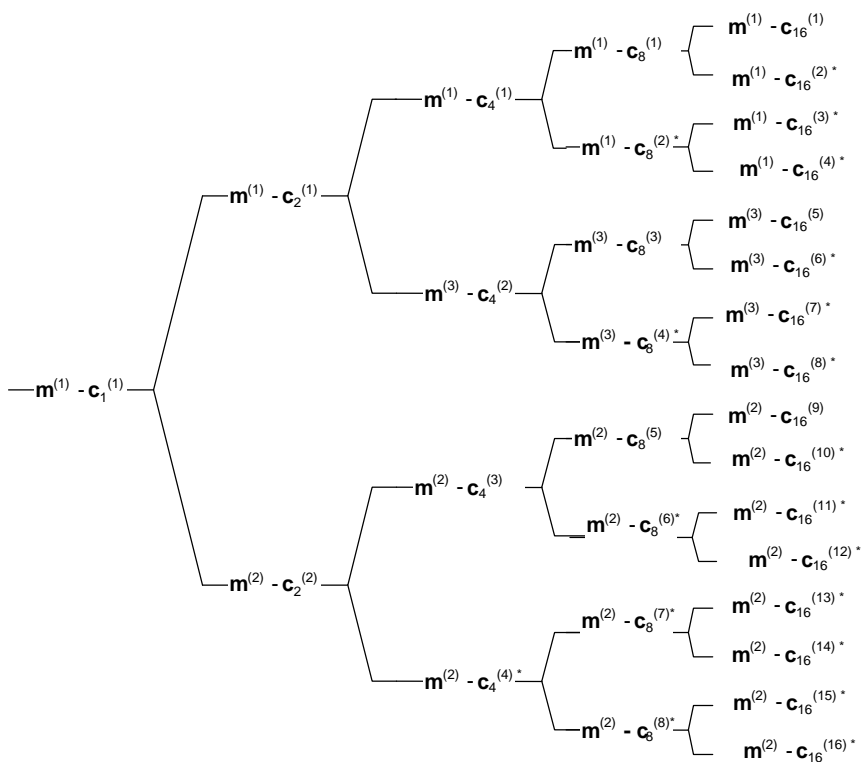 m(1) - c16(1)
m(1) - c8(1)
m(1) - c16(2) *
m(1) - c4(1)
m(1) - c16(3) *
m(1) - c8(2) *
m(1) - c16(4) *
m(1) - c2(1)
m(3) - c16(5)
m(3) - c8(3)
m(3) - c16(6) *
m(3) - c4(2)
m(3) - c16(7) *
m(3) - c8(4) *
m(3) - c16(8) *
m(1) - c1(1)
m(2) - c16(9)
m(2) - c8(5)
m(2) - c16(10) *
m(2) - c4(3)
m(2) - c16(11) *
m(2) - c8(6)*
m(2) - c16(12) *
m(2) - c2(2)
m(2) - c16(13) *
m(2) - c8(7)*
m(2) - c16(14) *
m(2) - c4(4) *
m(2) - c16(15) *
m(2) - c8(8)*
m(2) - c16(16) *